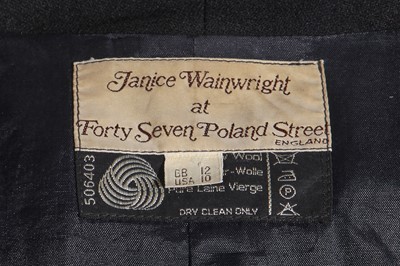 Janice Wainwright
at
Forty Seven Poland Street
ENGLAND
506403
Wool
GB 12
USA 10
r-Wolle
Pure Laine Vierge
DRY CLEAN ONLY
P